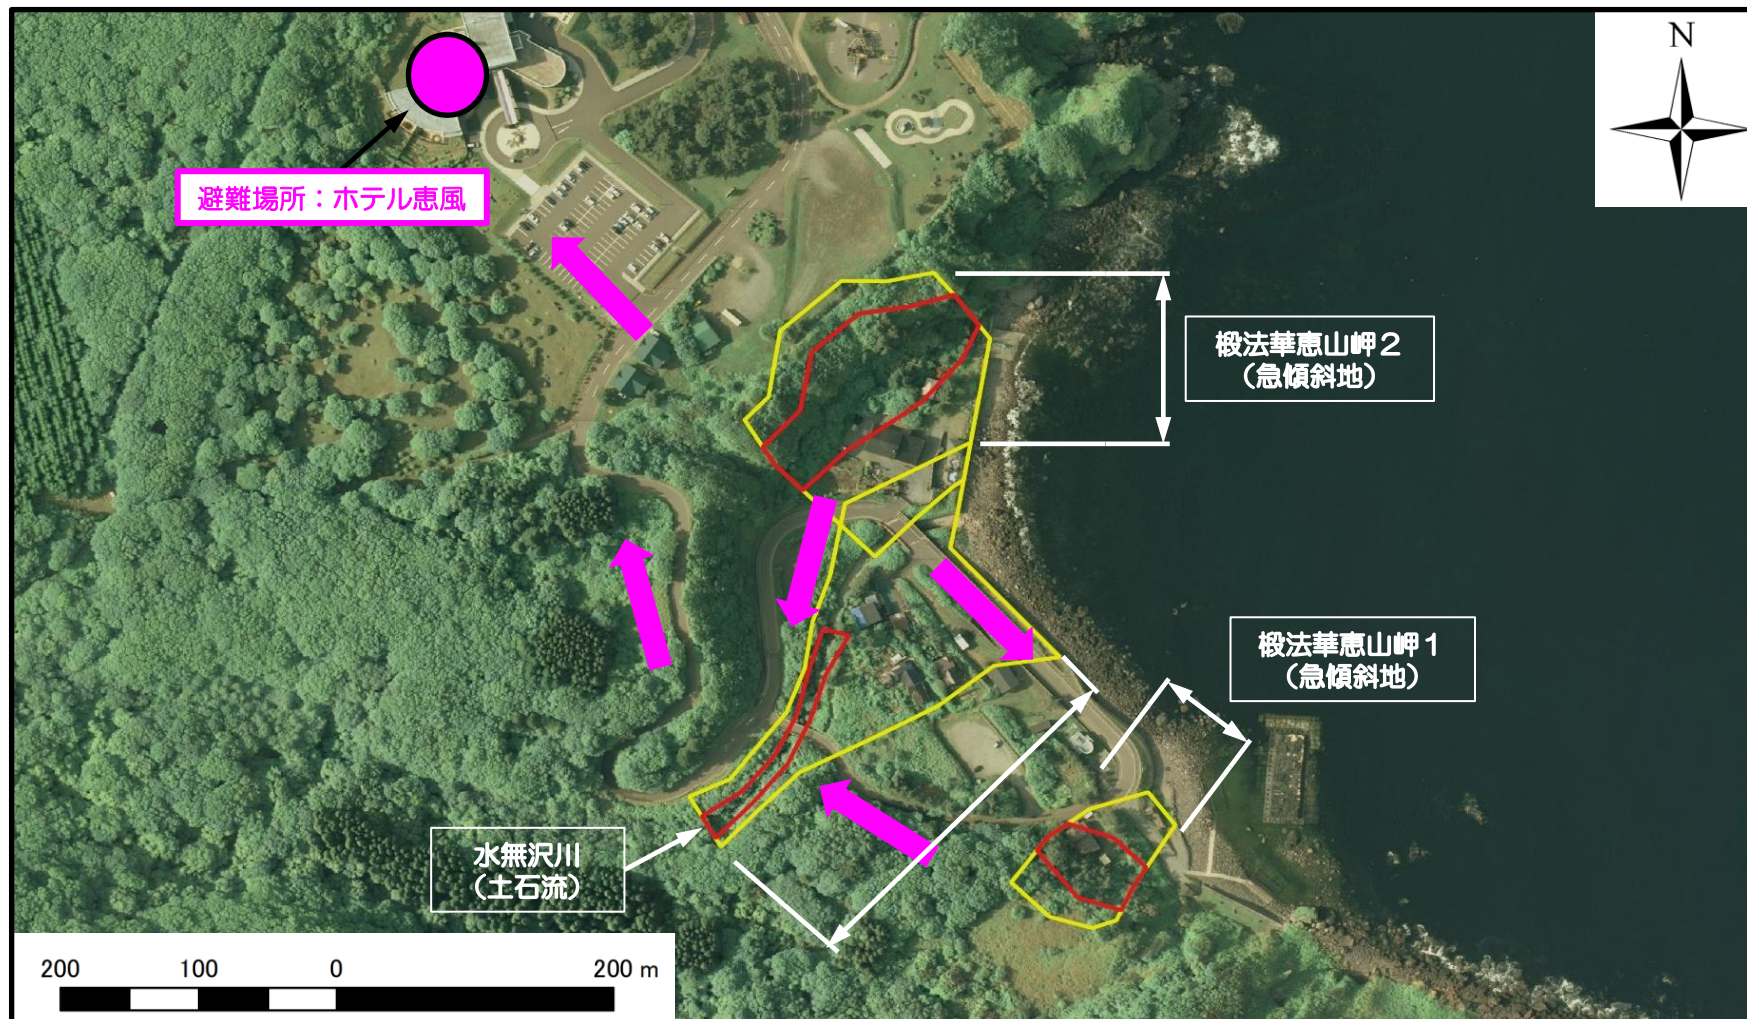 N
避難場所：ホテル恵風
椴法華恵山岬２
（急傾斜地）
椴法華恵山岬１
（急傾斜地）
水無沢川
（土石流）
200 100 0 200 m